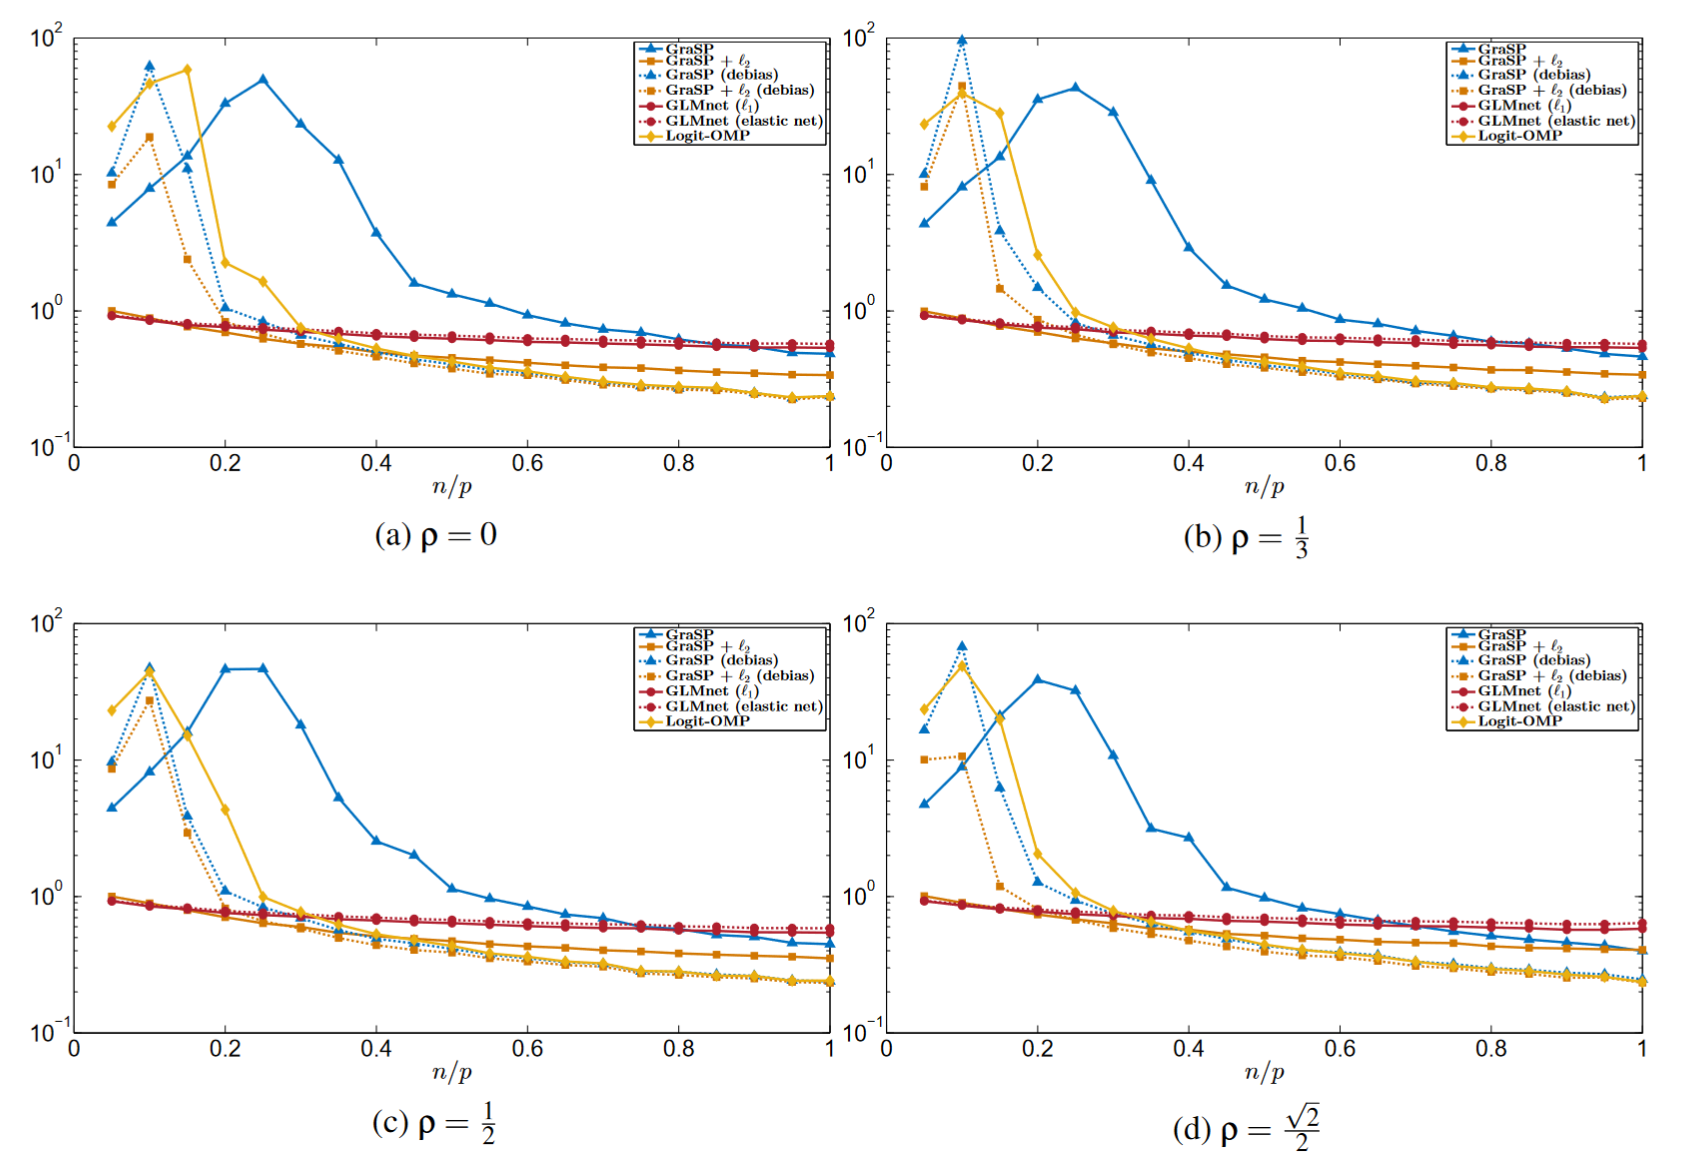 10^2
10^1
10^0
10^-1
0 0.2 0.4 0.6 0.8 1
n/p
GraSP
GraSP + ℓ2
GraSP (debias)
GraSP + ℓ2 (debias)
GLMnet (ℓ1)
GLMnet (elastic net)
Logit-OMP
(a) ρ = 0
10^2
10^1
10^0
10^-1
0 0.2 0.4 0.6 0.8 1
n/p
GraSP
GraSP + ℓ2
GraSP (debias)
GraSP + ℓ2 (debias)
GLMnet (ℓ1)
GLMnet (elastic net)
Logit-OMP
(b) ρ = 1/3
10^2
10^1
10^0
10^-1
0 0.2 0.4 0.6 0.8 1
n/p
GraSP
GraSP + ℓ2
GraSP (debias)
GraSP + ℓ2 (debias)
GLMnet (ℓ1)
GLMnet (elastic net)
Logit-OMP
(c) ρ = 1/2
10^2
10^1
10^0
10^-1
0 0.2 0.4 0.6 0.8 1
n/p
GraSP
GraSP + ℓ2
GraSP (debias)
GraSP + ℓ2 (debias)
GLMnet (ℓ1)
GLMnet (elastic net)
Logit-OMP
(d) ρ = √2/2